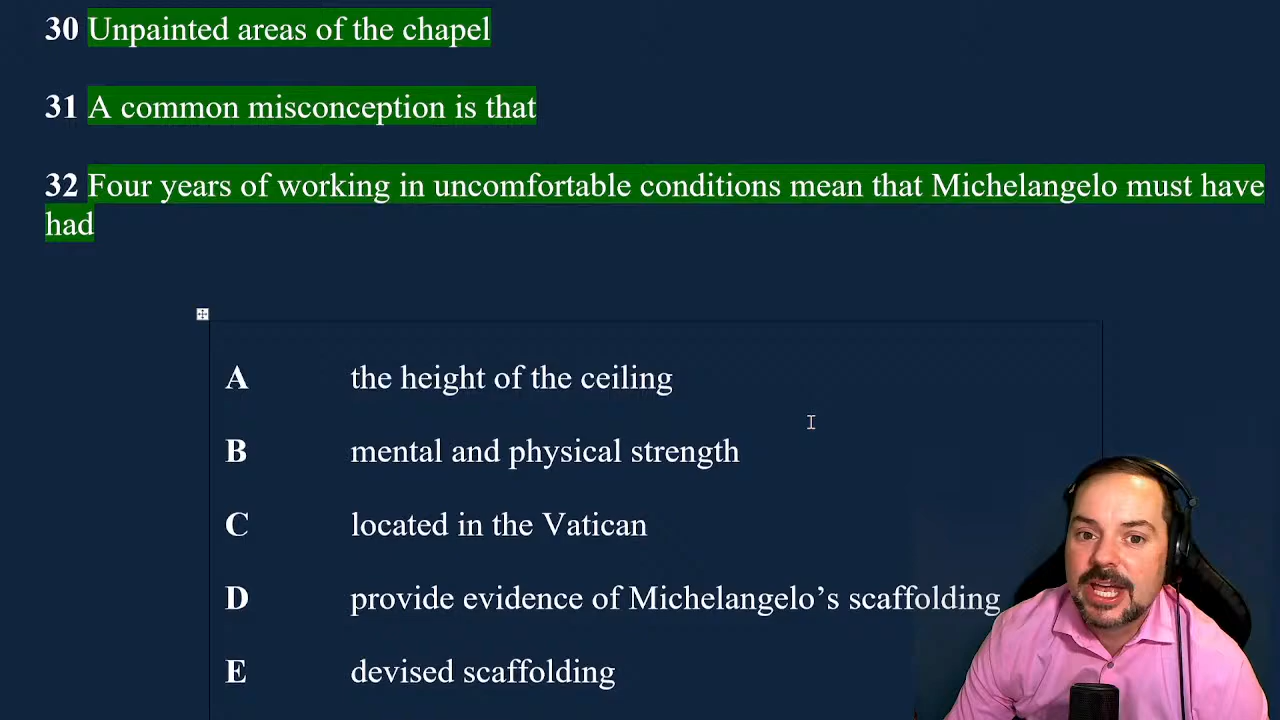 30 Unpainted areas of the chapel
31 A common misconception is that
32 Four years of working in uncomfortable conditions mean that Michelangelo must have
had
A the height of the ceiling
B mental and physical strength
C located in the Vatican
D provide evidence of Michelangelo’s scaffolding
E devised scaffolding